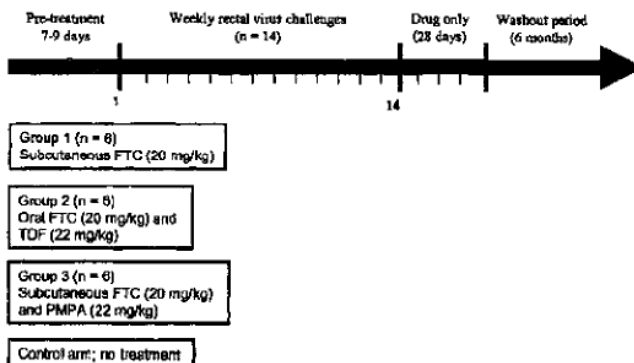 Pre-treatment
7-9 days
Weekly rectal virus challenges
(n = 14)
Drug only
(28 days)
Washout period
(6 months)
1
14
Group 1 (n = 6)
Subcutaneous FTC (20 mg/kg)
Group 2 (n = 6)
Oral FTC (20 mg/kg) and
TDF (22 mg/kg)
Group 3 (n = 6)
Subcutaneous FTC (20 mg/kg)
and PMPA (22 mg/kg)
Control arm; no treatment